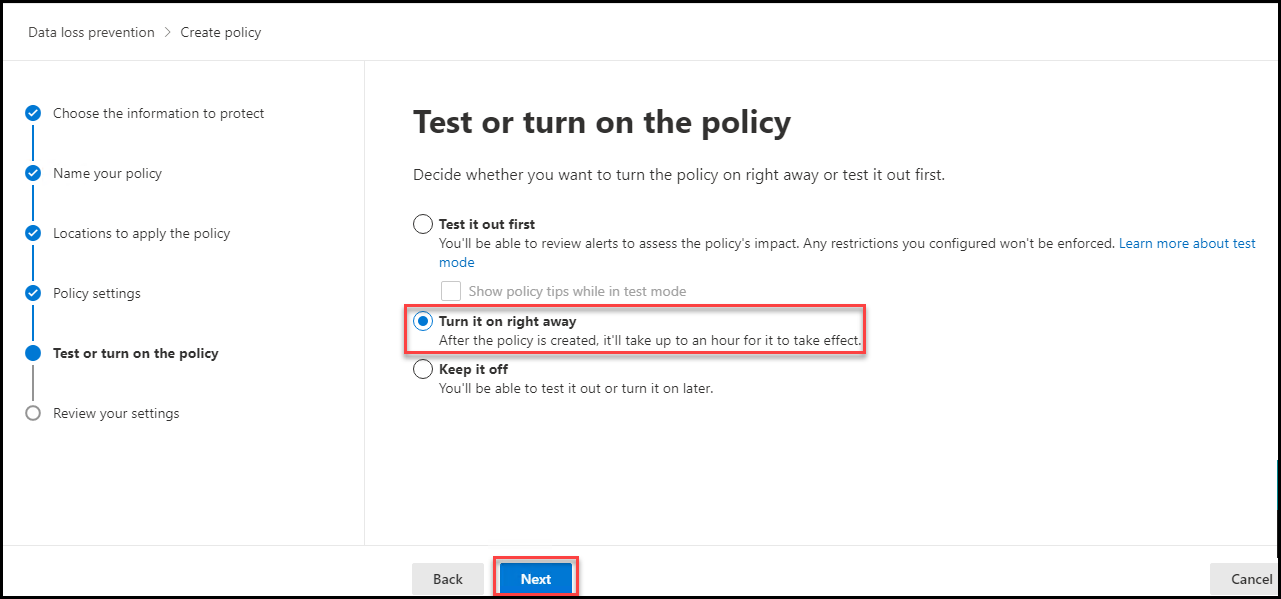 Data loss prevention > Create policy
Choose the information to protect
Name your policy
Locations to apply the policy
Policy settings
Test or turn on the policy
Review your settings
Test or turn on the policy
Decide whether you want to turn the policy on right away or test it out first.
Test it out first
You'll be able to review alerts to assess the policy's impact. Any restrictions you configured won't be enforced. Learn more about test
mode
Show policy tips while in test mode
Turn it on right away
After the policy is created, it'll take up to an hour for it to take effect.
Keep it off
You'll be able to test it out or turn it on later.
Back
Next
Cancel